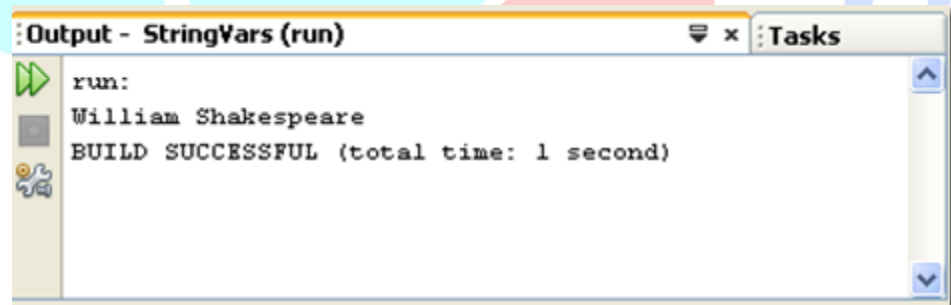 Output - StringVars (run)
Tasks
run:
William Shakespeare
BUILD SUCCESSFUL (total time: 1 second)